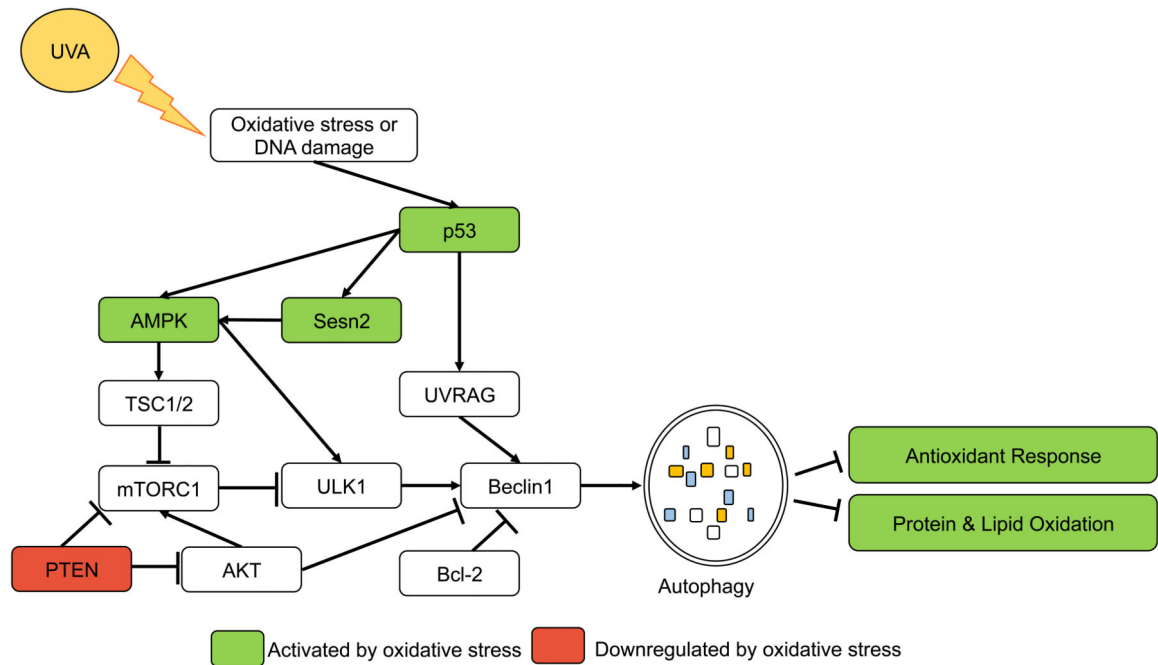 UVA
Oxidative stress or
DNA damage
p53
AMPK
Sesn2
TSC1/2
UVRAG
mTORC1
ULK1
Beclin1
Antioxidant Response
Protein & Lipid Oxidation
PTEN
AKT
Bcl-2
Autophagy
Activated by oxidative stress
Downregulated by oxidative stress